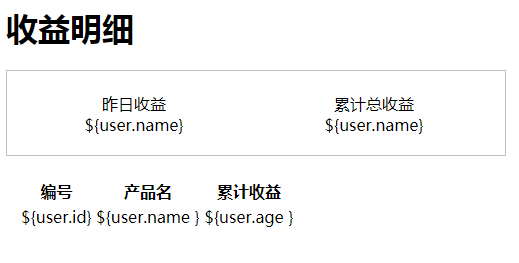 收益明细
昨日收益 累计总收益
${user.name} ${user.name}
编号 产品名 累计收益
${user.id} ${user.name } ${user.age }